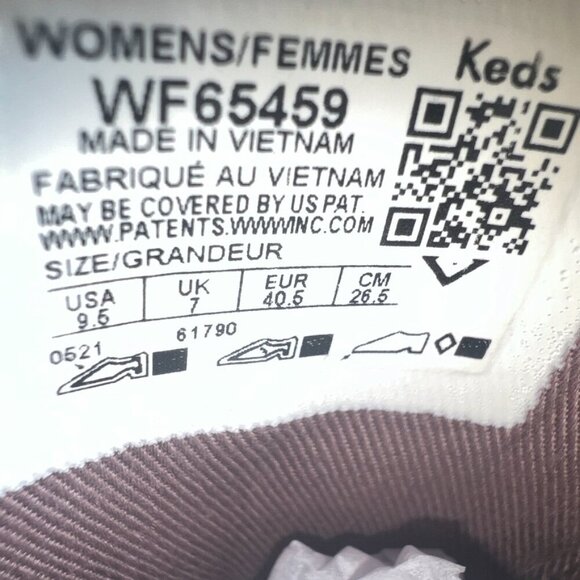 WOMENS/FEMMES Keds
WF65459
MADE IN VIETNAM
FABRIQUÉ AU VIETNAM
MAY BE COVERED BY US PAT.
WWW.PATENTS.WWWINC.COM
SIZE/GRANDEUR
USA UK EUR CM
9.5 7 40.5 26.5
0521 61790